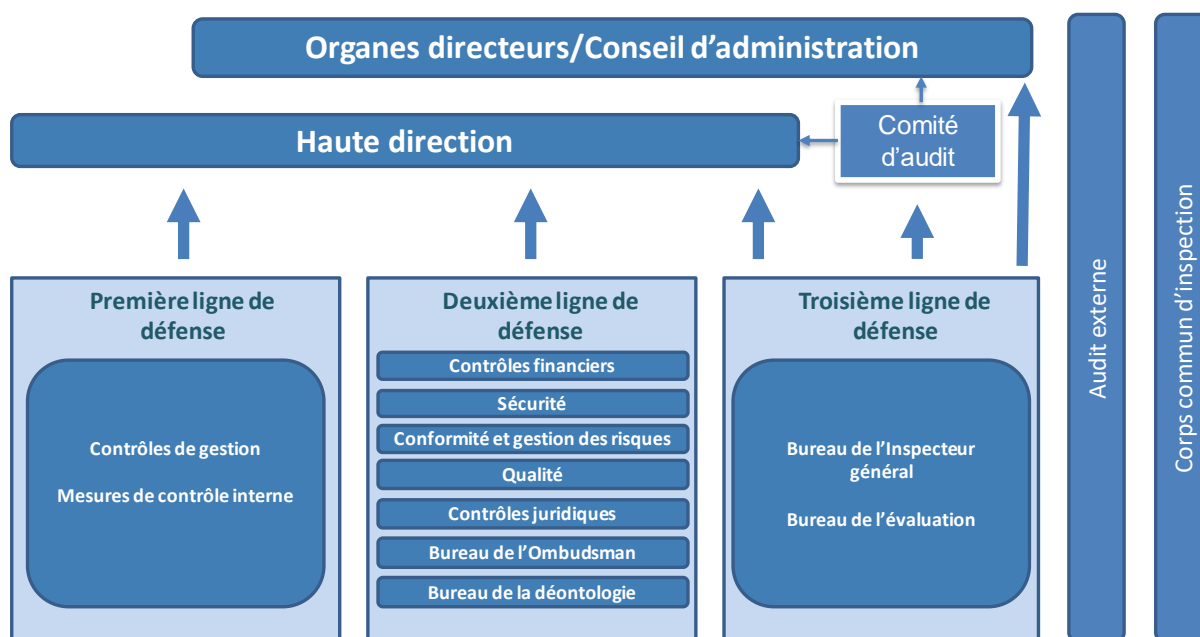 Organes directeurs/Conseil d’administration
Haute direction
Comité
d’audit
Première ligne de
défense
Contrôles de gestion
Mesures de contrôle interne
Deuxième ligne de
défense
Contrôles financiers
Sécurité
Conformité et gestion des risques
Qualité
Contrôles juridiques
Bureau de l’Ombudsman
Bureau de la déontologie
Troisième ligne de
défense
Bureau de l’Inspecteur
général
Bureau de l’évaluation
Audit externe
Corps commun d’inspection